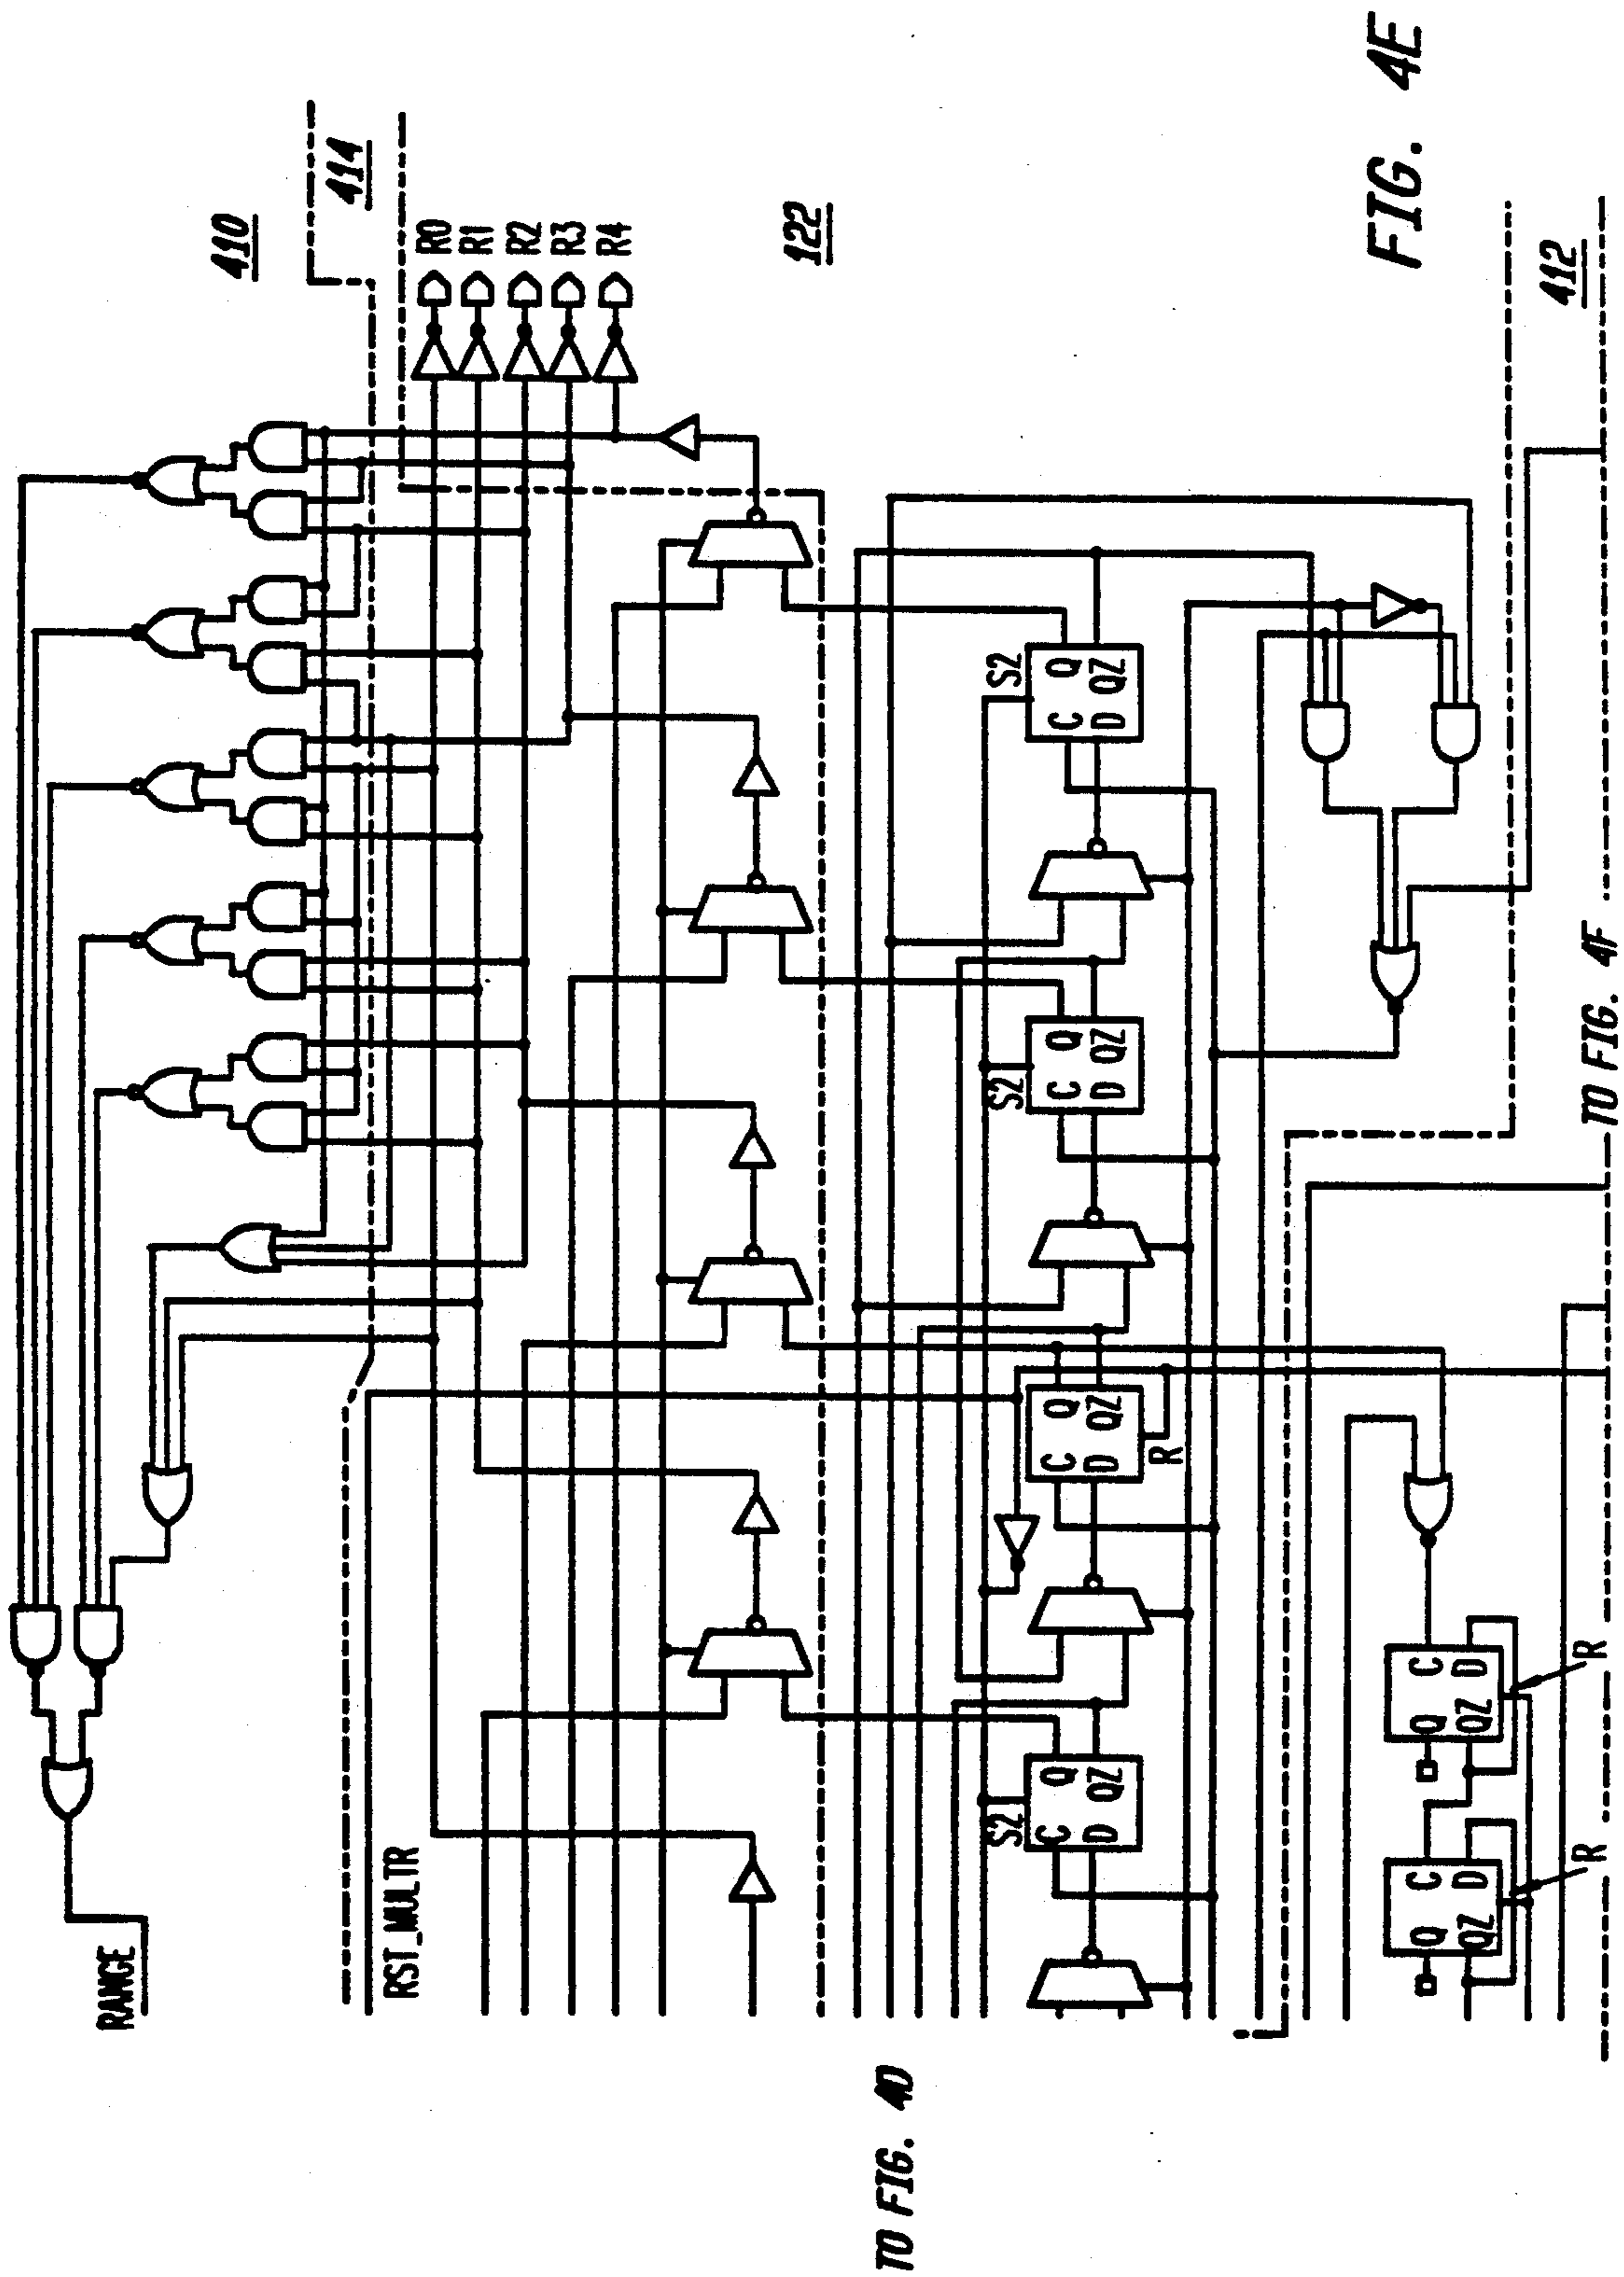 RANGE
410
414
R0
R1
R2
R3
R4
RST_MULTR
122
TO FIG. 4D
S2
C Q
D QZ
R
C Q
D QZ
S2
C Q
D QZ
S2
C Q
D QZ
Q C
QZ D
R
Q C
QZ D
R
412
TO FIG. 4F
FIG. 4E